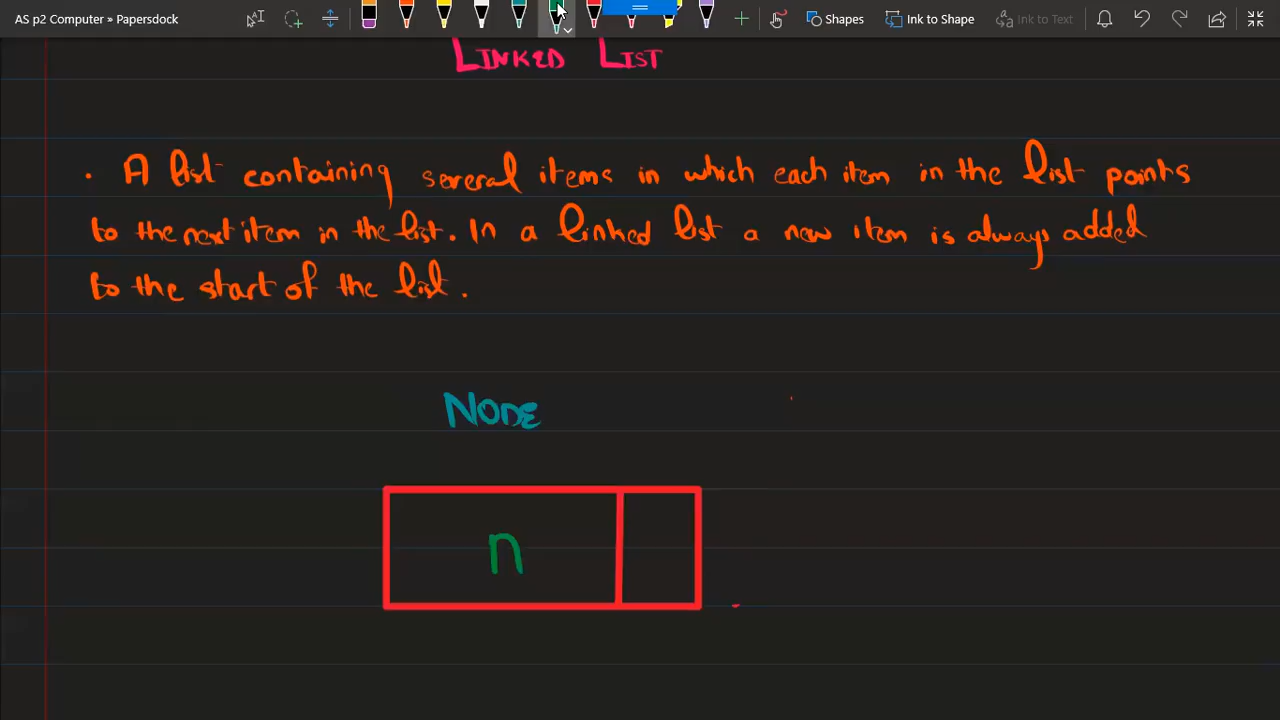 AS p2 Computer » Papersdock
Shapes
Ink to Shape
Ink to Text
LINKED LIST
. A list containing several items in which each item in the list points
to the next item in the list. In a linked list a new item is always added
to the start of the list.
NODE
n